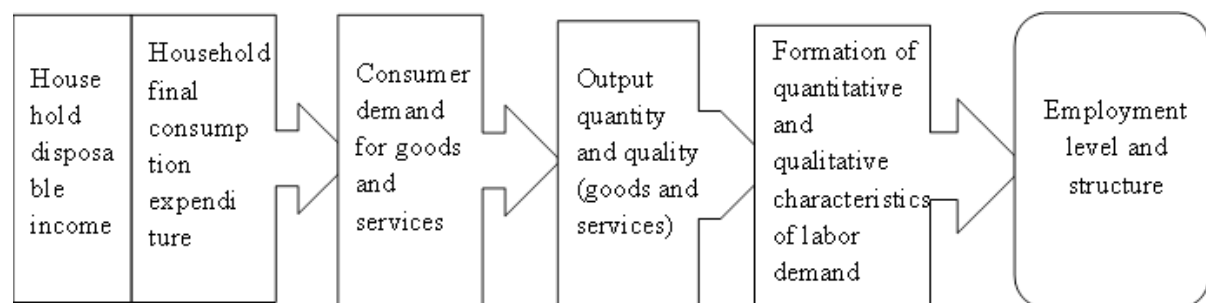 House
hold
disposa
ble
income
Household
final
consump
tion
expendi
ture
Consumer
demand
for goods
and
services
Output
quantity
and quality
(goods and
services)
Formation of
quantitative
and
qualitative
characteristics
of labor
demand
Employment
level and
structure